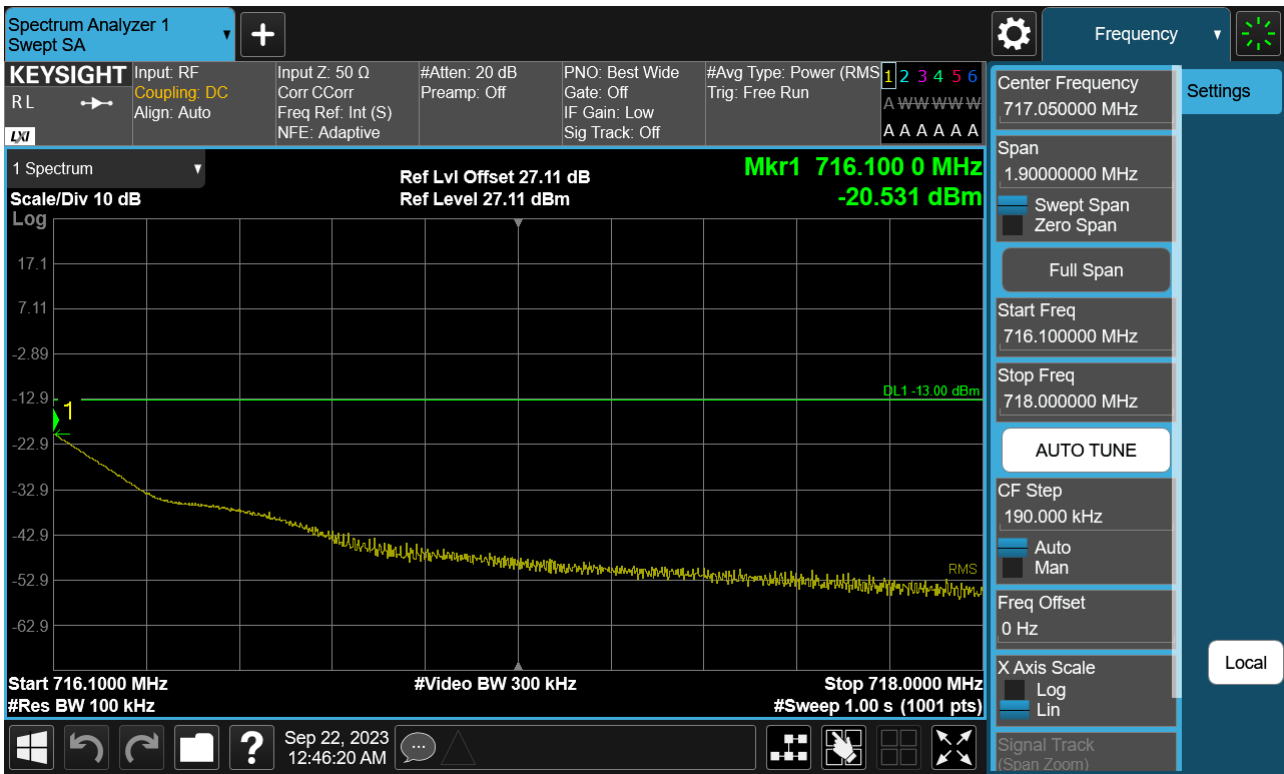 Spectrum Analyzer 1
Swept SA
Frequency
KEYSIGHT
R L
LXI
Input: RF
Coupling: DC
Align: Auto
Input Z: 50 Ω
Corr CCorr
Freq Ref: Int (S)
NFE: Adaptive
#Atten: 20 dB
Preamp: Off
PNO: Best Wide
Gate: Off
IF Gain: Low
Sig Track: Off
#Avg Type: Power (RMS
Trig: Free Run
1 2 3 4 5 6
A W W W W W
A A A A A A
1 Spectrum
Scale/Div 10 dB
Log
Ref Lvl Offset 27.11 dB
Ref Level 27.11 dBm
Mkr1 716.100 0 MHz
-20.531 dBm
17.1
7.11
-2.89
-12.9
-22.9
-32.9
-42.9
-52.9
-62.9
1
DL1 -13.00 dBm
RMS
Start 716.1000 MHz
#Res BW 100 kHz
#Video BW 300 kHz
Stop 718.0000 MHz
#Sweep 1.00 s (1001 pts)
Center Frequency
717.050000 MHz
Span
1.90000000 MHz
Swept Span
Zero Span
Full Span
Start Freq
716.100000 MHz
Stop Freq
718.000000 MHz
AUTO TUNE
CF Step
190.000 kHz
Auto
Man
Freq Offset
0 Hz
X Axis Scale
Log
Lin
Signal Track
(Span Zoom)
Settings
Local
?
Sep 22, 2023
12:46:20 AM